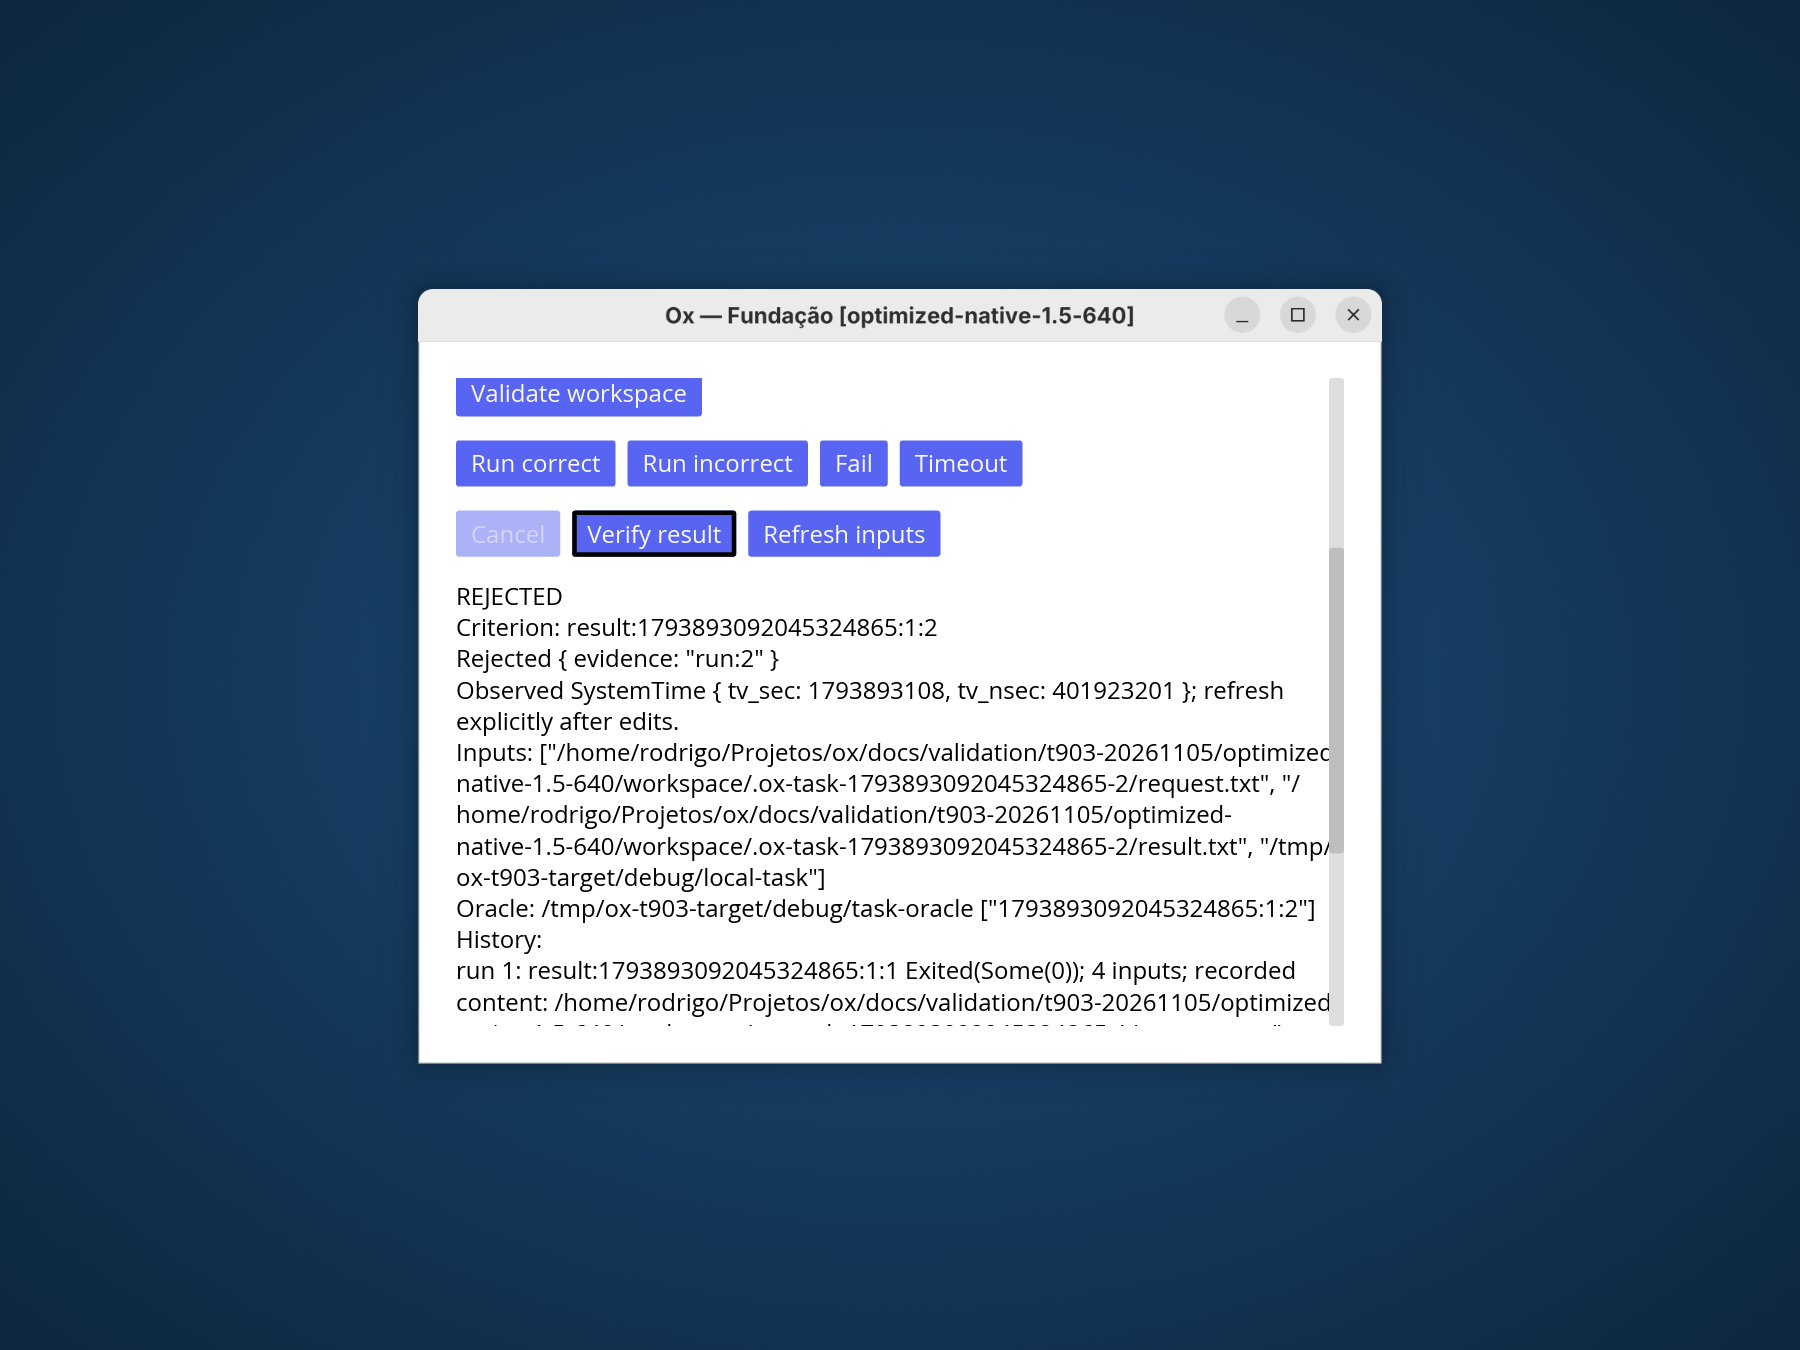 Ox — Fundação [optimized-native-1.5-640]
Validate workspace
Run correct Run incorrect Fail Timeout
Cancel Verify result Refresh inputs
REJECTED
Criterion: result:1793893092045324865:1:2
Rejected { evidence: "run:2" }
Observed SystemTime { tv_sec: 1793893108, tv_nsec: 401923201 }; refresh
explicitly after edits.
Inputs: ["/home/rodrigo/Projetos/ox/docs/validation/t903-20261105/optimized
native-1.5-640/workspace/.ox-task-1793893092045324865-2/request.txt", "/
home/rodrigo/Projetos/ox/docs/validation/t903-20261105/optimized-
native-1.5-640/workspace/.ox-task-1793893092045324865-2/result.txt", "/tmp/
ox-t903-target/debug/local-task"]
Oracle: /tmp/ox-t903-target/debug/task-oracle ["1793893092045324865:1:2"]
History:
run 1: result:1793893092045324865:1:1 Exited(Some(0)); 4 inputs; recorded
content: /home/rodrigo/Projetos/ox/docs/validation/t903-20261105/optimized